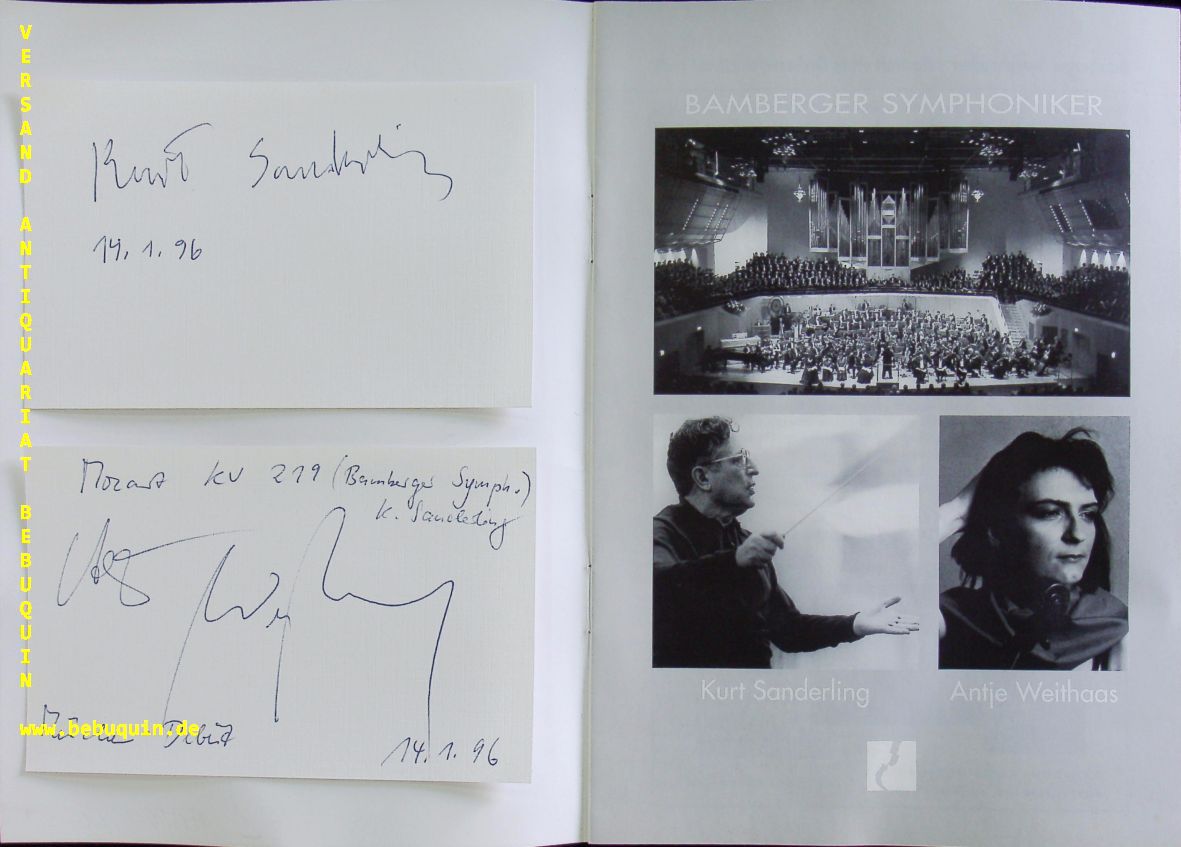 VERSAND ANTIQUARIAT BEBUQUIN
Kurt Sanderling
14. 1. 96
Mozart KV 219 (Bamberger Symph.)
K. Sanderling
www.bebuquin.de
Debüt
14. 1. 96
BAMBERGER SYMPHONIKER
Kurt Sanderling
Antje Weithaas